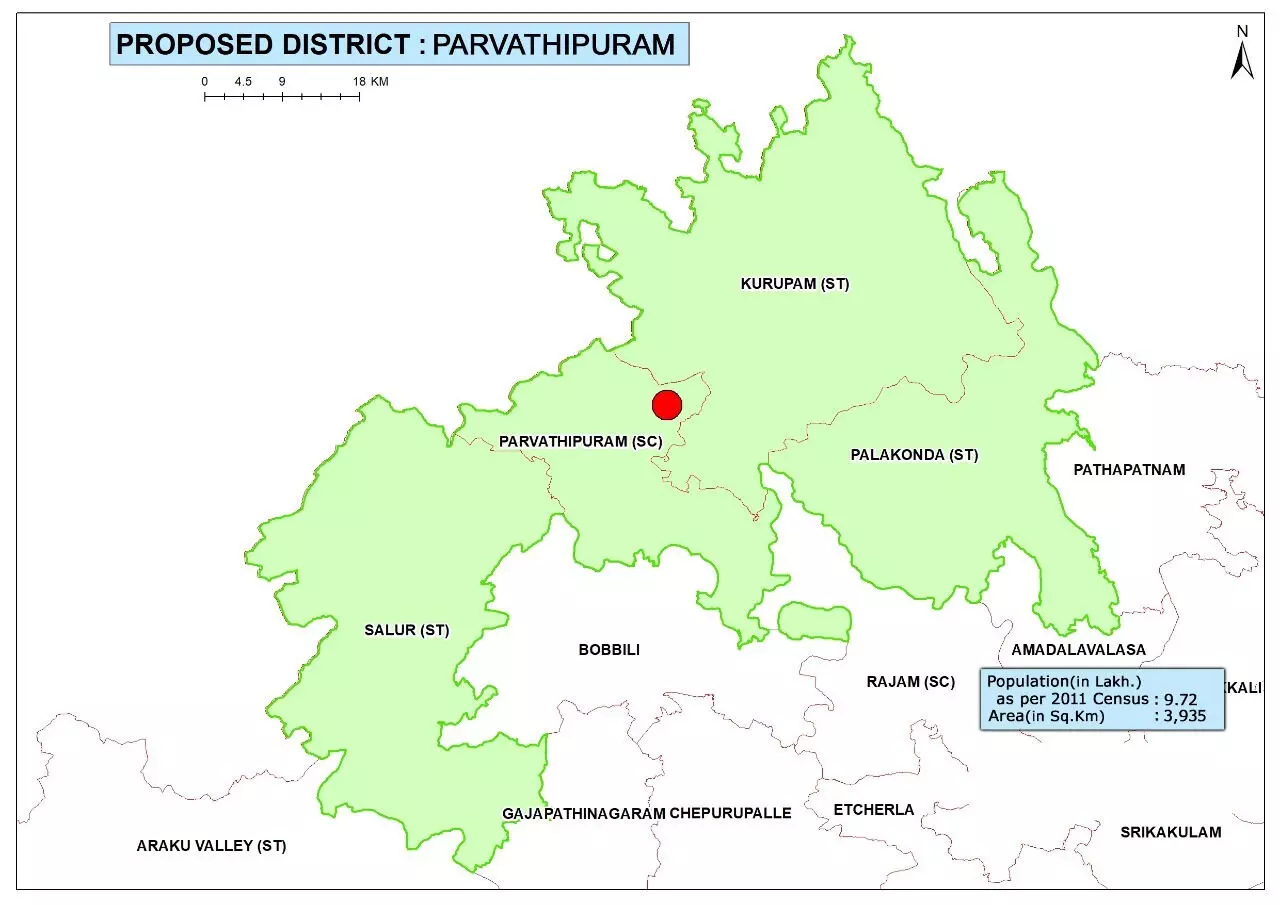 PROPOSED DISTRICT : PARVATHIPURAM
N
0 4.5 9 18 KM
KURUPAM (ST)
PARVATHIPURAM (SC)
PALAKONDA (ST)
PATHAPATNAM
SALUR (ST)
BOBBILI
AMADALAVALASA
RAJAM (SC)
KKALI
Population(in Lakh.)
as per 2011 Census : 9.72
Area(in Sq.Km) : 3,935
GAJAPATHINAGARAM
CHEPURUPALLE
ETCHERLA
SRIKAKULAM
ARAKU VALLEY (ST)